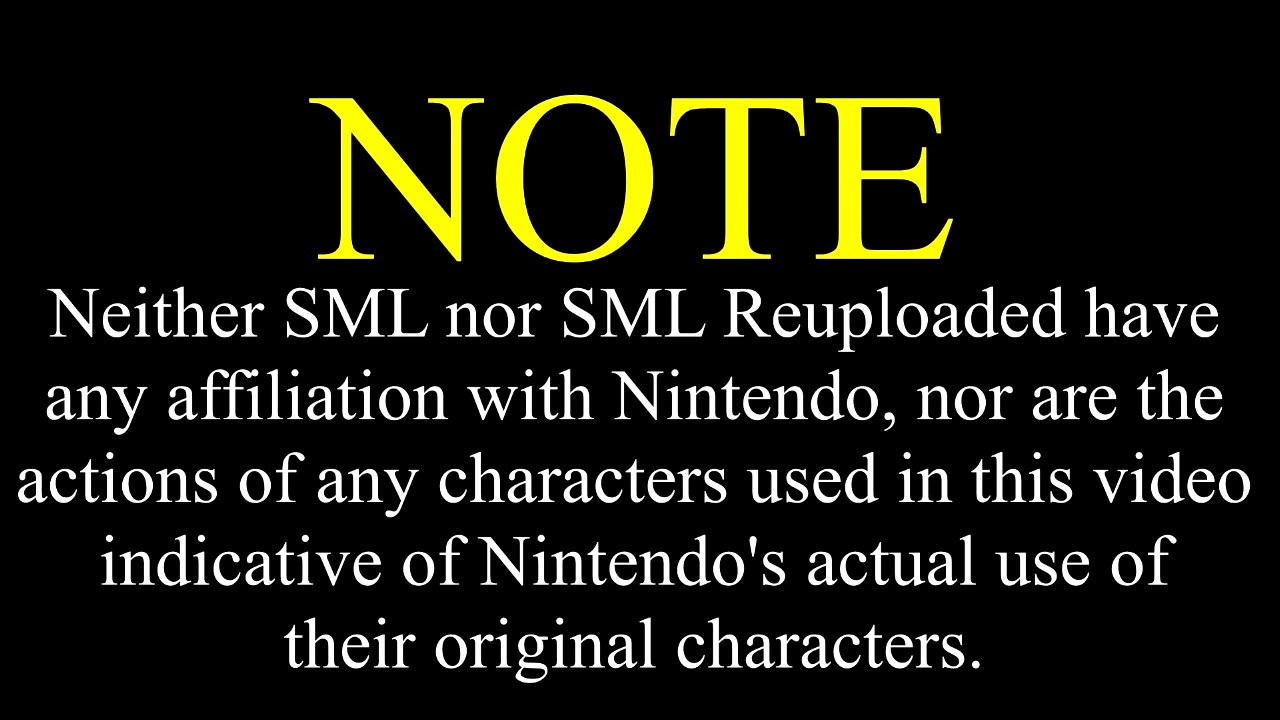 NOTE
Neither SML nor SML Reuploaded have
any affiliation with Nintendo, nor are the
actions of any characters used in this video
indicative of Nintendo's actual use of
their original characters.